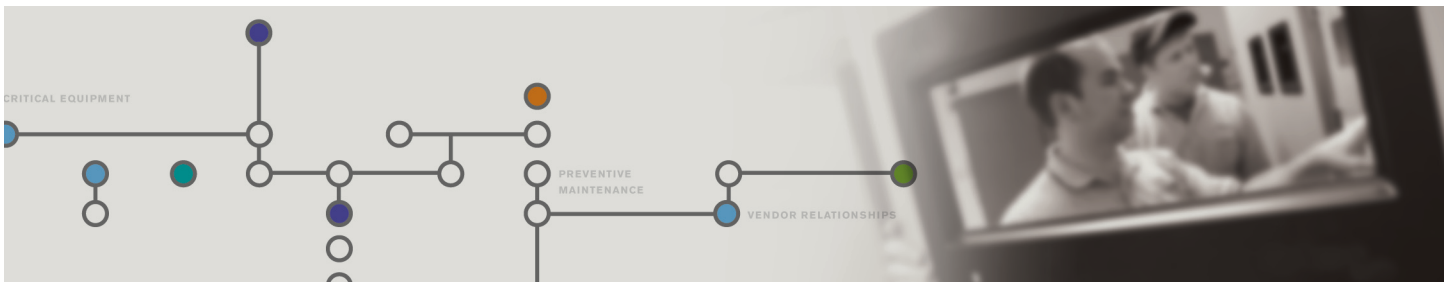 CRITICAL EQUIPMENT
PREVENTIVE
MAINTENANCE
VENDOR RELATIONSHIPS